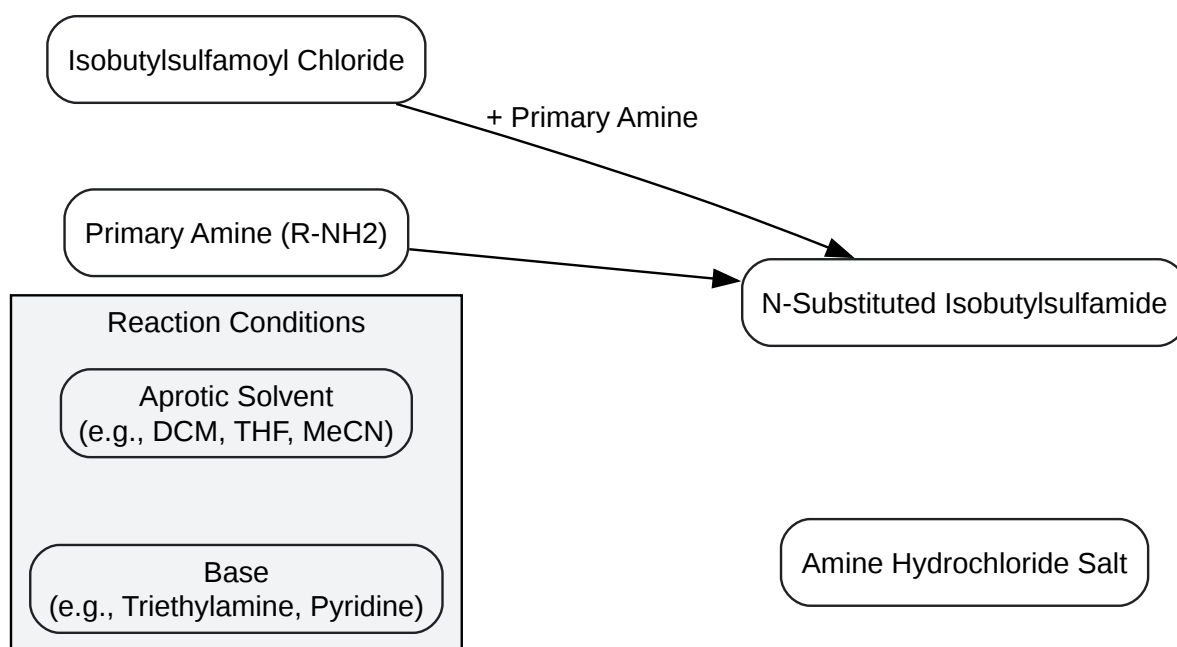 Isobutylsulfamoyl Chloride
+ Primary Amine
Primary Amine (R-NH2)
N-Substituted Isobutylsulfamide
Reaction Conditions
Aprotic Solvent
(e.g., DCM, THF, MeCN)
Base
(e.g., Triethylamine, Pyridine)
Amine Hydrochloride Salt